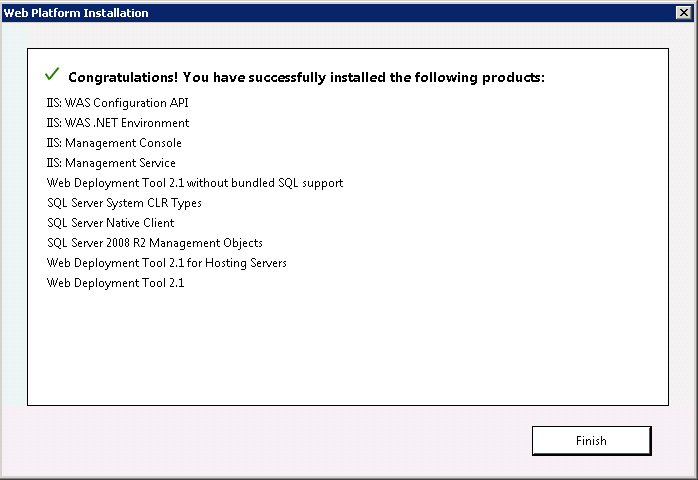 Web Platform Installation
Congratulations! You have successfully installed the following products:
IIS: WAS Configuration API
IIS: WAS .NET Environment
IIS: Management Console
IIS: Management Service
Web Deployment Tool 2.1 without bundled SQL support
SQL Server System CLR Types
SQL Server Native Client
SQL Server 2008 R2 Management Objects
Web Deployment Tool 2.1 for Hosting Servers
Web Deployment Tool 2.1
Finish